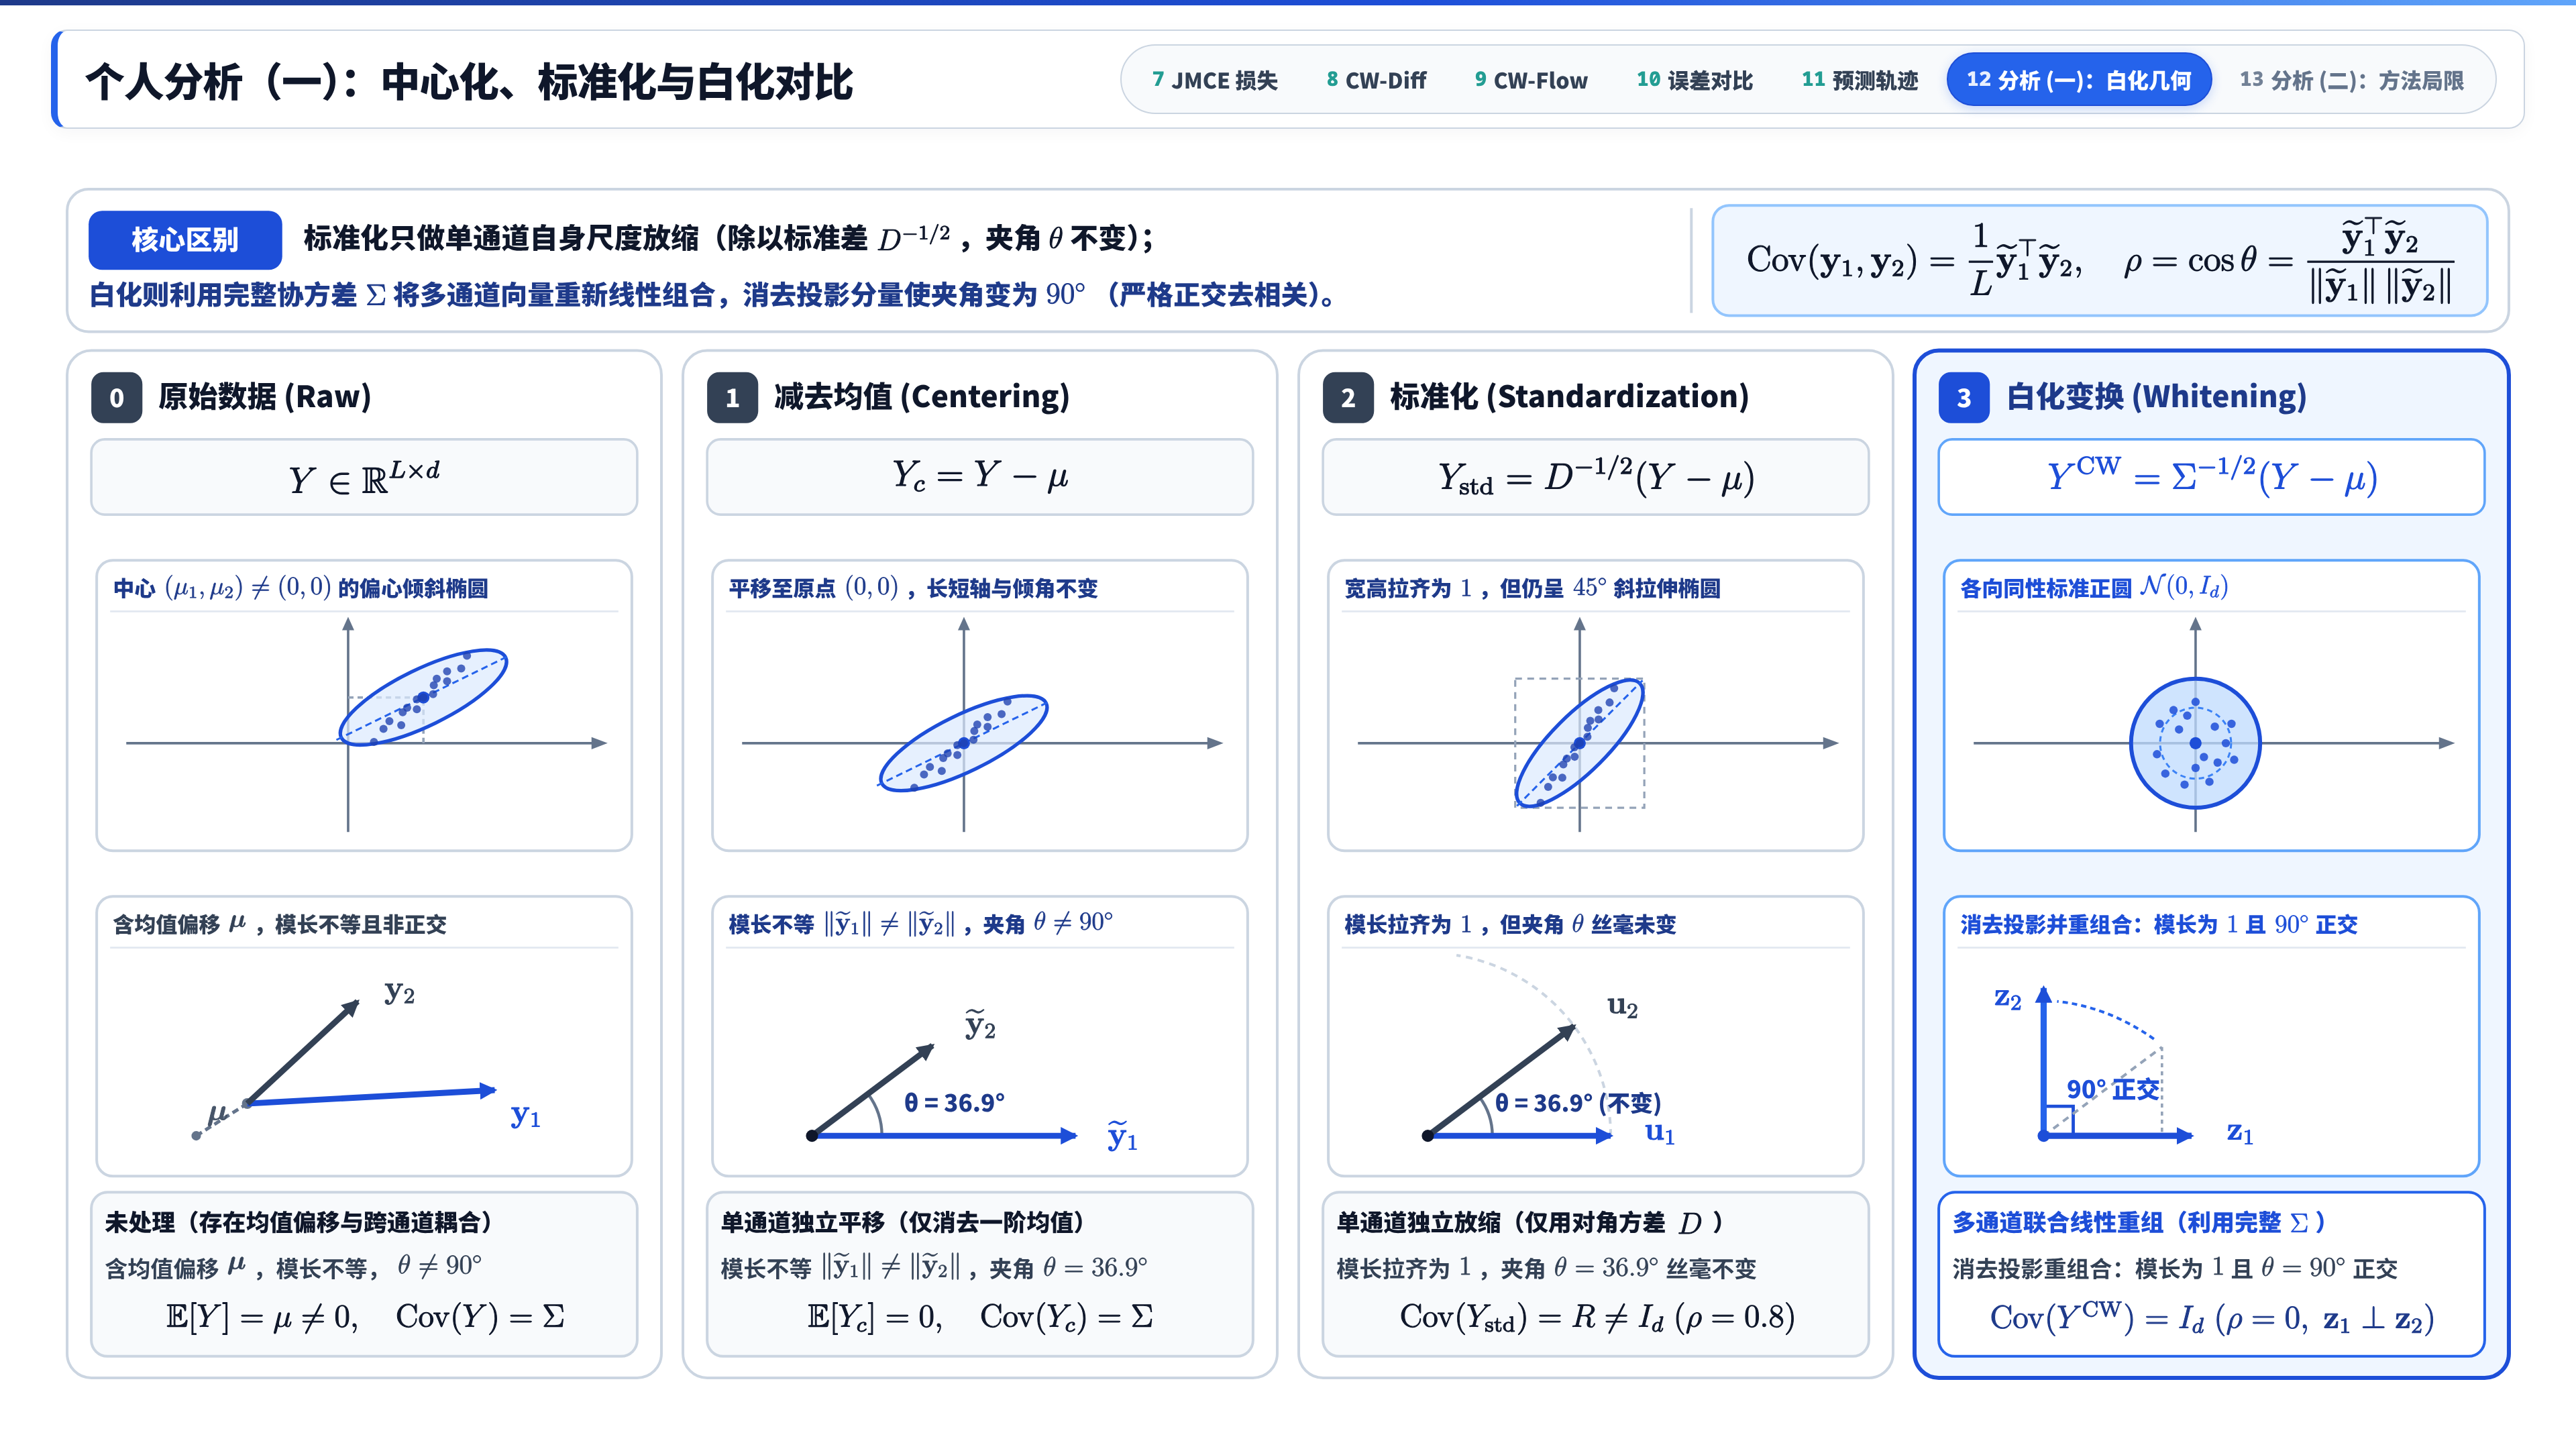 个人分析（一）：中心化、标准化与白化对比
7 JMCE 损失 8 CW-Diff 9 CW-Flow 10 误差对比 11 预测轨迹 12 分析 (一)：白化几何 13 分析 (二)：方法局限
核心区别 标准化只做单通道自身尺度放缩（除以标准差 D^{-1/2}，夹角 θ 不变）；
白化则利用完整协方差 Σ 将多通道向量重新线性组合，消去投影分量使夹角变为 90°（严格正交去相关）。
Cov(y₁, y₂) = \frac{1}{L} ỹ₁^⊤ ỹ₂, ρ = cos θ = \frac{ỹ₁^⊤ ỹ₂}{‖ỹ₁‖ ‖ỹ₂‖}
0 原始数据 (Raw)
Y ∈ ℝ^{L×d}
中心 (μ₁, μ₂) ≠ (0, 0) 的偏心倾斜椭圆
含均值偏移 μ，模长不等且非正交
y₂
μ
y₁
未处理（存在均值偏移与跨通道耦合）
含均值偏移 μ，模长不等， θ ≠ 90°
𝔼[Y] = μ ≠ 0, Cov(Y) = Σ
1 减去均值 (Centering)
Y_c = Y − μ
平移至原点 (0, 0)，长短轴与倾角不变
模长不等 ‖ỹ₁‖ ≠ ‖ỹ₂‖，夹角 θ ≠ 90°
ỹ₂
θ = 36.9°
ỹ₁
单通道独立平移（仅消去一阶均值）
模长不等 ‖ỹ₁‖ ≠ ‖ỹ₂‖，夹角 θ = 36.9°
𝔼[Y_c] = 0, Cov(Y_c) = Σ
2 标准化 (Standardization)
Y_{std} = D^{-1/2}(Y − μ)
宽高拉齐为 1，但仍呈 45° 斜拉伸椭圆
模长拉齐为 1，但夹角 θ 丝毫未变
u₂
θ = 36.9° (不变)
u₁
单通道独立放缩（仅用对角方差 D）
模长拉齐为 1，夹角 θ = 36.9° 丝毫不变
Cov(Y_{std}) = R ≠ I_d (ρ = 0.8)
3 白化变换 (Whitening)
Y^{CW} = Σ^{-1/2}(Y − μ)
各向同性标准正圆 𝒩(0, I_d)
消去投影并重组合：模长为 1 且 90° 正交
z₂
90° 正交
z₁
多通道联合线性重组（利用完整 Σ）
消去投影重组合：模长为 1 且 θ = 90° 正交
Cov(Y^{CW}) = I_d (ρ = 0, z₁ ⊥ z₂)